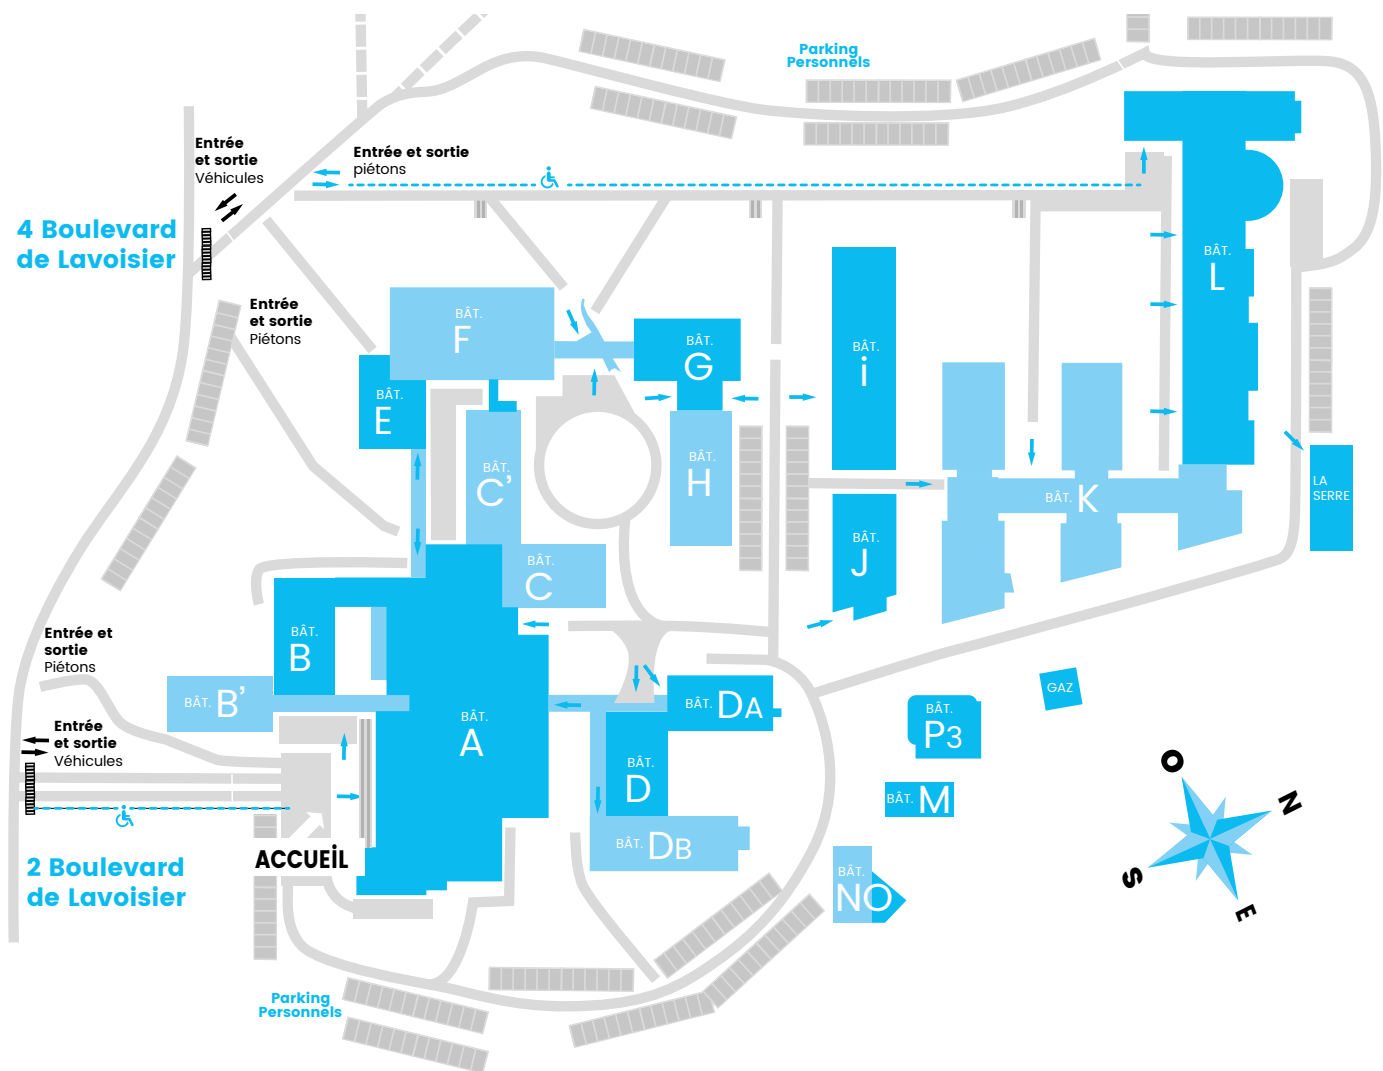 Parking
Personnels
Entrée
et sortie
Véhicules
Entrée et sortie
piétons
4 Boulevard
de Lavoisier
Entrée
et sortie
Piétons
BÂT.
F
BÂT.
G
BÂT.
i
BÂT.
L
BÂT.
E
BÂT.
C'
BÂT.
H
BÂT. K
LA
SERRE
BÂT.
J
BÂT.
C
Entrée et
sortie
Piétons
BÂT.
B
BÂT. B'
BÂT.
A
BÂT. DA
GAZ
BÂT.
P3
Entrée
et sortie
Véhicules
BÂT.
D
BÂT. M
BÂT. DB
O
N
S
E
ACCUEIL
2 Boulevard
de Lavoisier
BÂT.
NO
Parking
Personnels